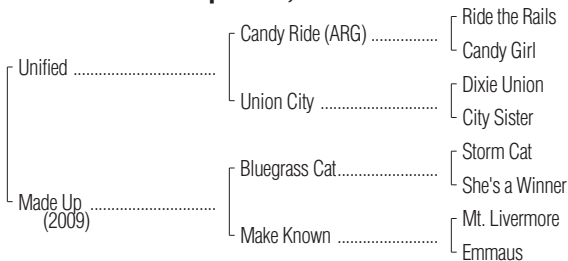 Ride the Rails
Candy Ride (ARG) ................
Candy Girl
Unified ..................................
Dixie Union
Union City ............................
City Sister
Storm Cat
Bluegrass Cat........................
She's a Winner
Made Up ..............................
(2009)
Mt. Livermore
Make Known ........................
Emmaus